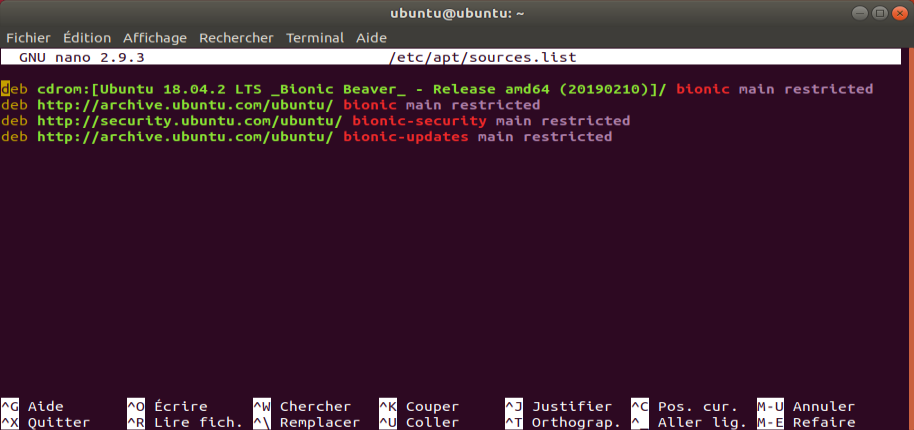 ubuntu@ubuntu: ~
Fichier Édition Affichage Rechercher Terminal Aide
GNU nano 2.9.3 /etc/apt/sources.list
deb cdrom:[Ubuntu 18.04.2 LTS _Bionic Beaver_ - Release amd64 (20190210)]/ bionic main restricted
deb http://archive.ubuntu.com/ubuntu/ bionic main restricted
deb http://security.ubuntu.com/ubuntu/ bionic-security main restricted
deb http://archive.ubuntu.com/ubuntu/ bionic-updates main restricted
^G Aide ^O Écrire ^W Chercher ^K Couper ^J Justifier ^C Pos. cur. M-U Annuler
^X Quitter ^R Lire fich. ^\ Remplacer ^U Coller ^T Orthograp. ^_ Aller lig. M-E Refaire